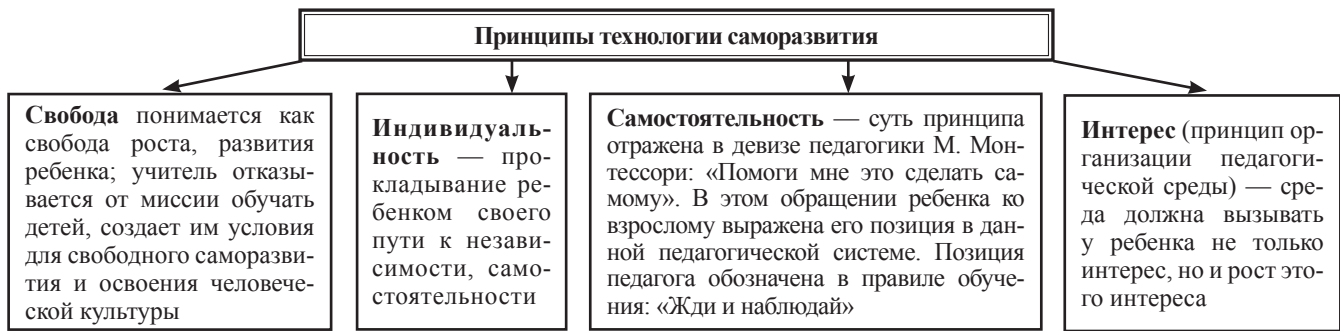 Принципы технологии саморазвития
Свобода понимается как
свобода роста, развития
ребенка; учитель отказы-
вается от миссии обучать
детей, создает им условия
для свободного саморазви-
тия и освоения человече-
ской культуры
Индивидуаль-
ность — про-
кладывание ре-
бенком своего
пути к незави-
симости, само-
стоятельности
Самостоятельность — суть принципа
отражена в девизе педагогики М. Мон-
тессори: «Помоги мне это сделать са-
мому». В этом обращении ребенка ко
взрослому выражена его позиция в дан-
ной педагогической системе. Позиция
педагога обозначена в правиле обуче-
ния: «Жди и наблюдай»
Интерес (принцип ор-
ганизации педагоги-
ческой среды) — сре-
да должна вызывать
у ребенка не только
интерес, но и рост это-
го интереса